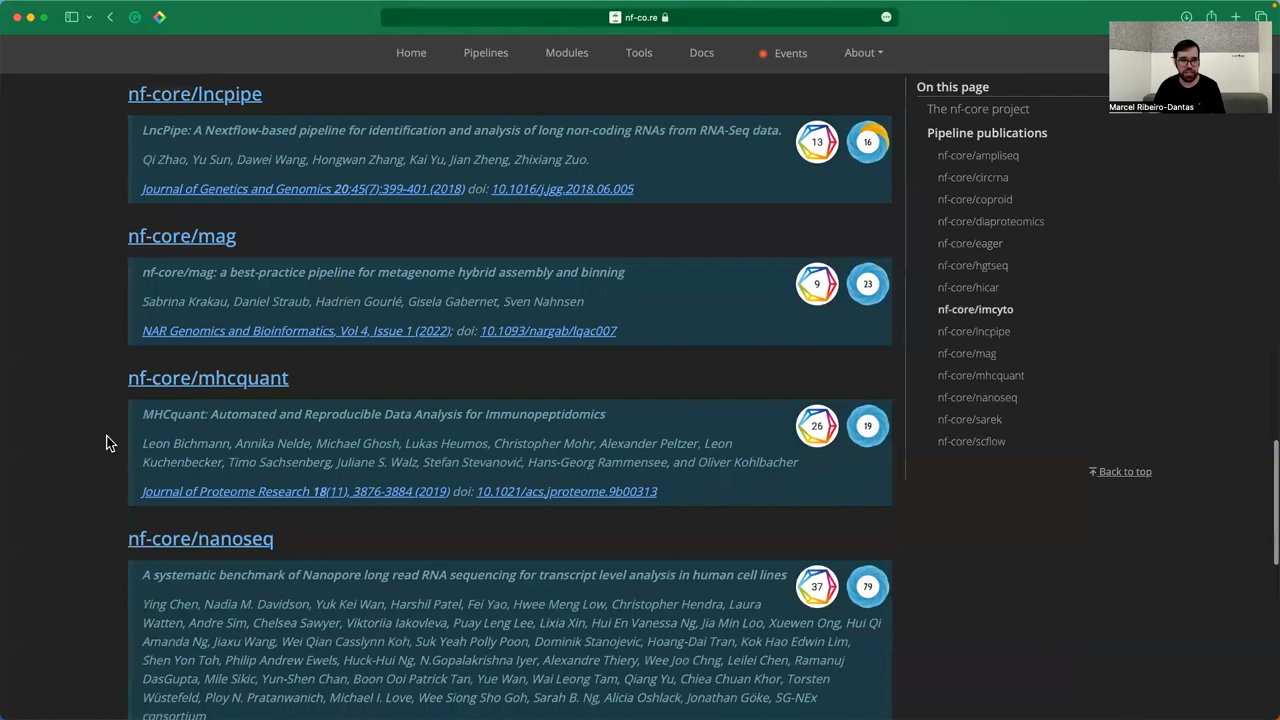 nf-co.re
Home Pipelines Modules Tools Docs Events About
Marcel Ribeiro-Dantas
nf-core/lncpipe
LncPipe: A Nextflow-based pipeline for identification and analysis of long non-coding RNAs from RNA-Seq data.
13 16
Qi Zhao, Yu Sun, Dawei Wang, Hongwan Zhang, Kai Yu, Jian Zheng, Zhixiang Zuo.
Journal of Genetics and Genomics 20;45(7):399-401 (2018) doi: 10.1016/j.jgg.2018.06.005
nf-core/mag
nf-core/mag: a best-practice pipeline for metagenome hybrid assembly and binning
9 23
Sabrina Krakau, Daniel Straub, Hadrien Gourlé, Gisela Gabernet, Sven Nahnsen
NAR Genomics and Bioinformatics, Vol 4, Issue 1 (2022); doi: 10.1093/nargab/lqac007
nf-core/mhcquant
MHCquant: Automated and Reproducible Data Analysis for Immunopeptidomics
26 19
Leon Bichmann, Annika Nelde, Michael Ghosh, Lukas Heumos, Christopher Mohr, Alexander Peltzer, Leon
Kuchenbecker, Timo Sachsenberg, Juliane S. Walz, Stefan Stevanović, Hans-Georg Rammensee, and Oliver Kohlbacher
Journal of Proteome Research 18(11), 3876-3884 (2019) doi: 10.1021/acs.jproteome.9b00313
nf-core/nanoseq
A systematic benchmark of Nanopore long read RNA sequencing for transcript level analysis in human cell lines
37 79
Ying Chen, Nadia M. Davidson, Yuk Kei Wan, Harshil Patel, Fei Yao, Hwee Meng Low, Christopher Hendra, Laura
Watten, Andre Sim, Chelsea Sawyer, Viktoriia Iakovleva, Puay Leng Lee, Lixia Xin, Hui En Vanessa Ng, Jia Min Loo, Xuewen Ong, Hui Qi
Amanda Ng, Jiaxu Wang, Wei Qian Casslynn Koh, Suk Yeah Polly Poon, Dominik Stanojevic, Hoang-Dai Tran, Kok Hao Edwin Lim,
Shen Yon Toh, Philip Andrew Ewels, Huck-Hui Ng, N.Gopalakrishna Iyer, Alexandre Thiery, Wee Joo Chng, Leilei Chen, Ramanuj
DasGupta, Mile Sikic, Yun-Shen Chan, Boon Ooi Patrick Tan, Yue Wan, Wai Leong Tam, Qiang Yu, Chiea Chuan Khor, Torsten
Wüstefeld, Ploy N. Pratanwanich, Michael I. Love, Wee Siong Sho Goh, Sarah B. Ng, Alicia Oshlack, Jonathan Göke, SG-NEx
consortium
On this page
The nf-core project
Pipeline publications
nf-core/ampliseq
nf-core/circrna
nf-core/coproid
nf-core/diaproteomics
nf-core/eager
nf-core/hgtseq
nf-core/hicar
nf-core/imcyto
nf-core/lncpipe
nf-core/mag
nf-core/mhcquant
nf-core/nanoseq
nf-core/sarek
nf-core/scflow
Back to top